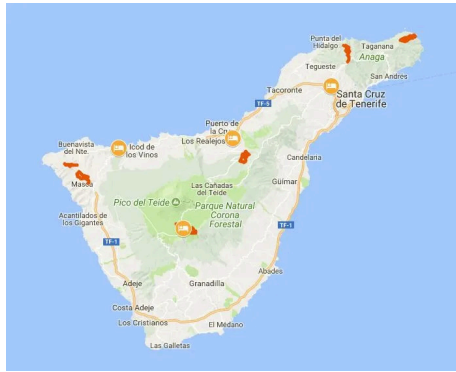 Punta del
Hidalgo
Taganana
Anaga
Tegueste
San Andres
Tacoronte
Santa Cruz
de Tenerife
TF-5
Puerto de
la Cru
Los Realejos
Buenavista
del Nte.
Icod de
los Vinos
Candelaria
Masca
Las Cañadas
del Teide
Güímar
Pico del Teide
Parque Natural
Corona
Forestal
Acantilados de
los Gigantes
TF-1
TF-1
Abades
Adeje
Granadilla
Costa Adeje
Los Cristianos
El Médano
Las Galletas